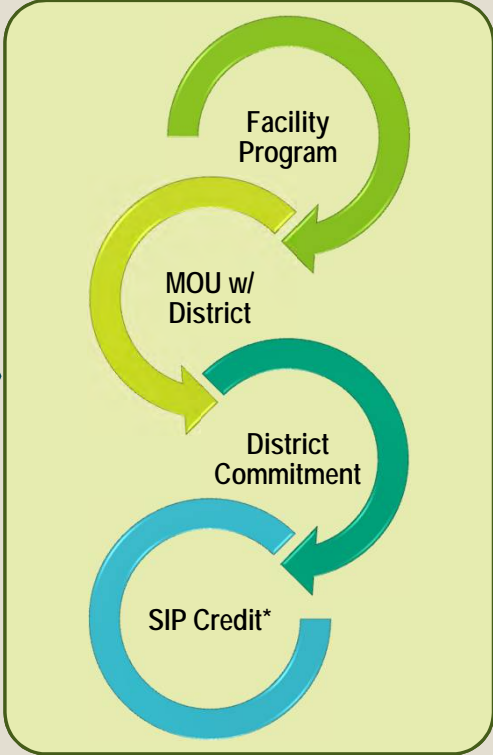 Facility
Program
MOU w/
District
District
Commitment
SIP Credit*